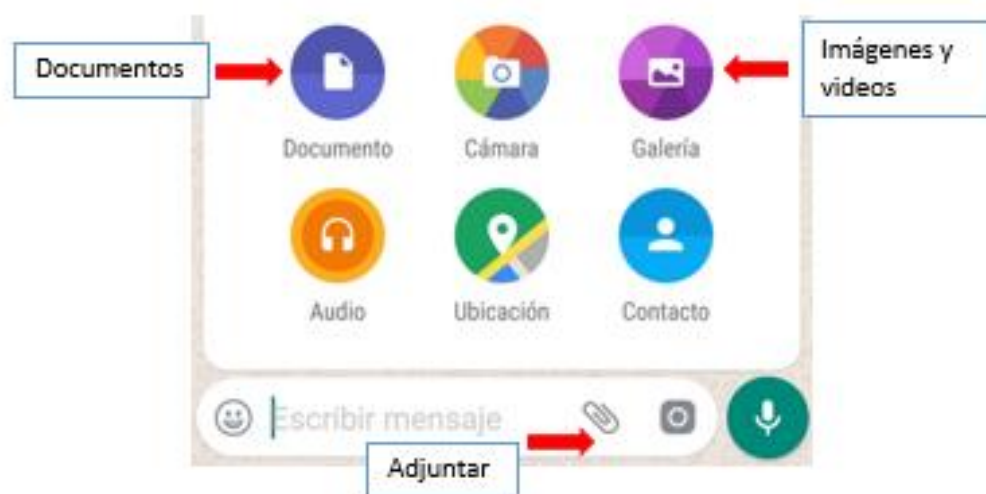 Documentos
Imágenes y
videos
Documento
Cámara
Galería
Audio
Ubicación
Contacto
Escribir mensaje
Adjuntar